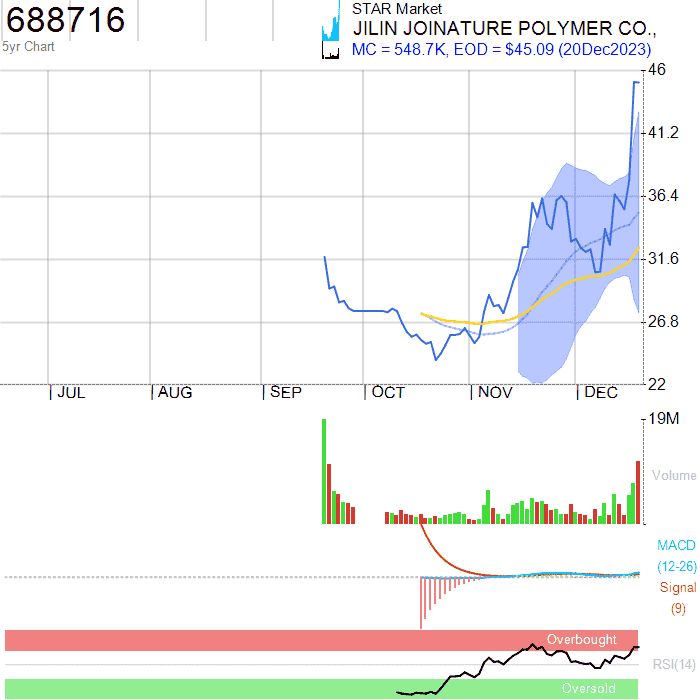 688716
5yr Chart
STAR Market
JILIN JOINATURE POLYMER CO.,
MC = 548.7K, EOD = $45.09 (20Dec2023)
46
41.2
36.4
31.6
26.8
22
JUL AUG SEP OCT NOV DEC
19M
Volume
MACD
(12-26)
Signal
(9)
Overbought
RSI(14)
Oversold